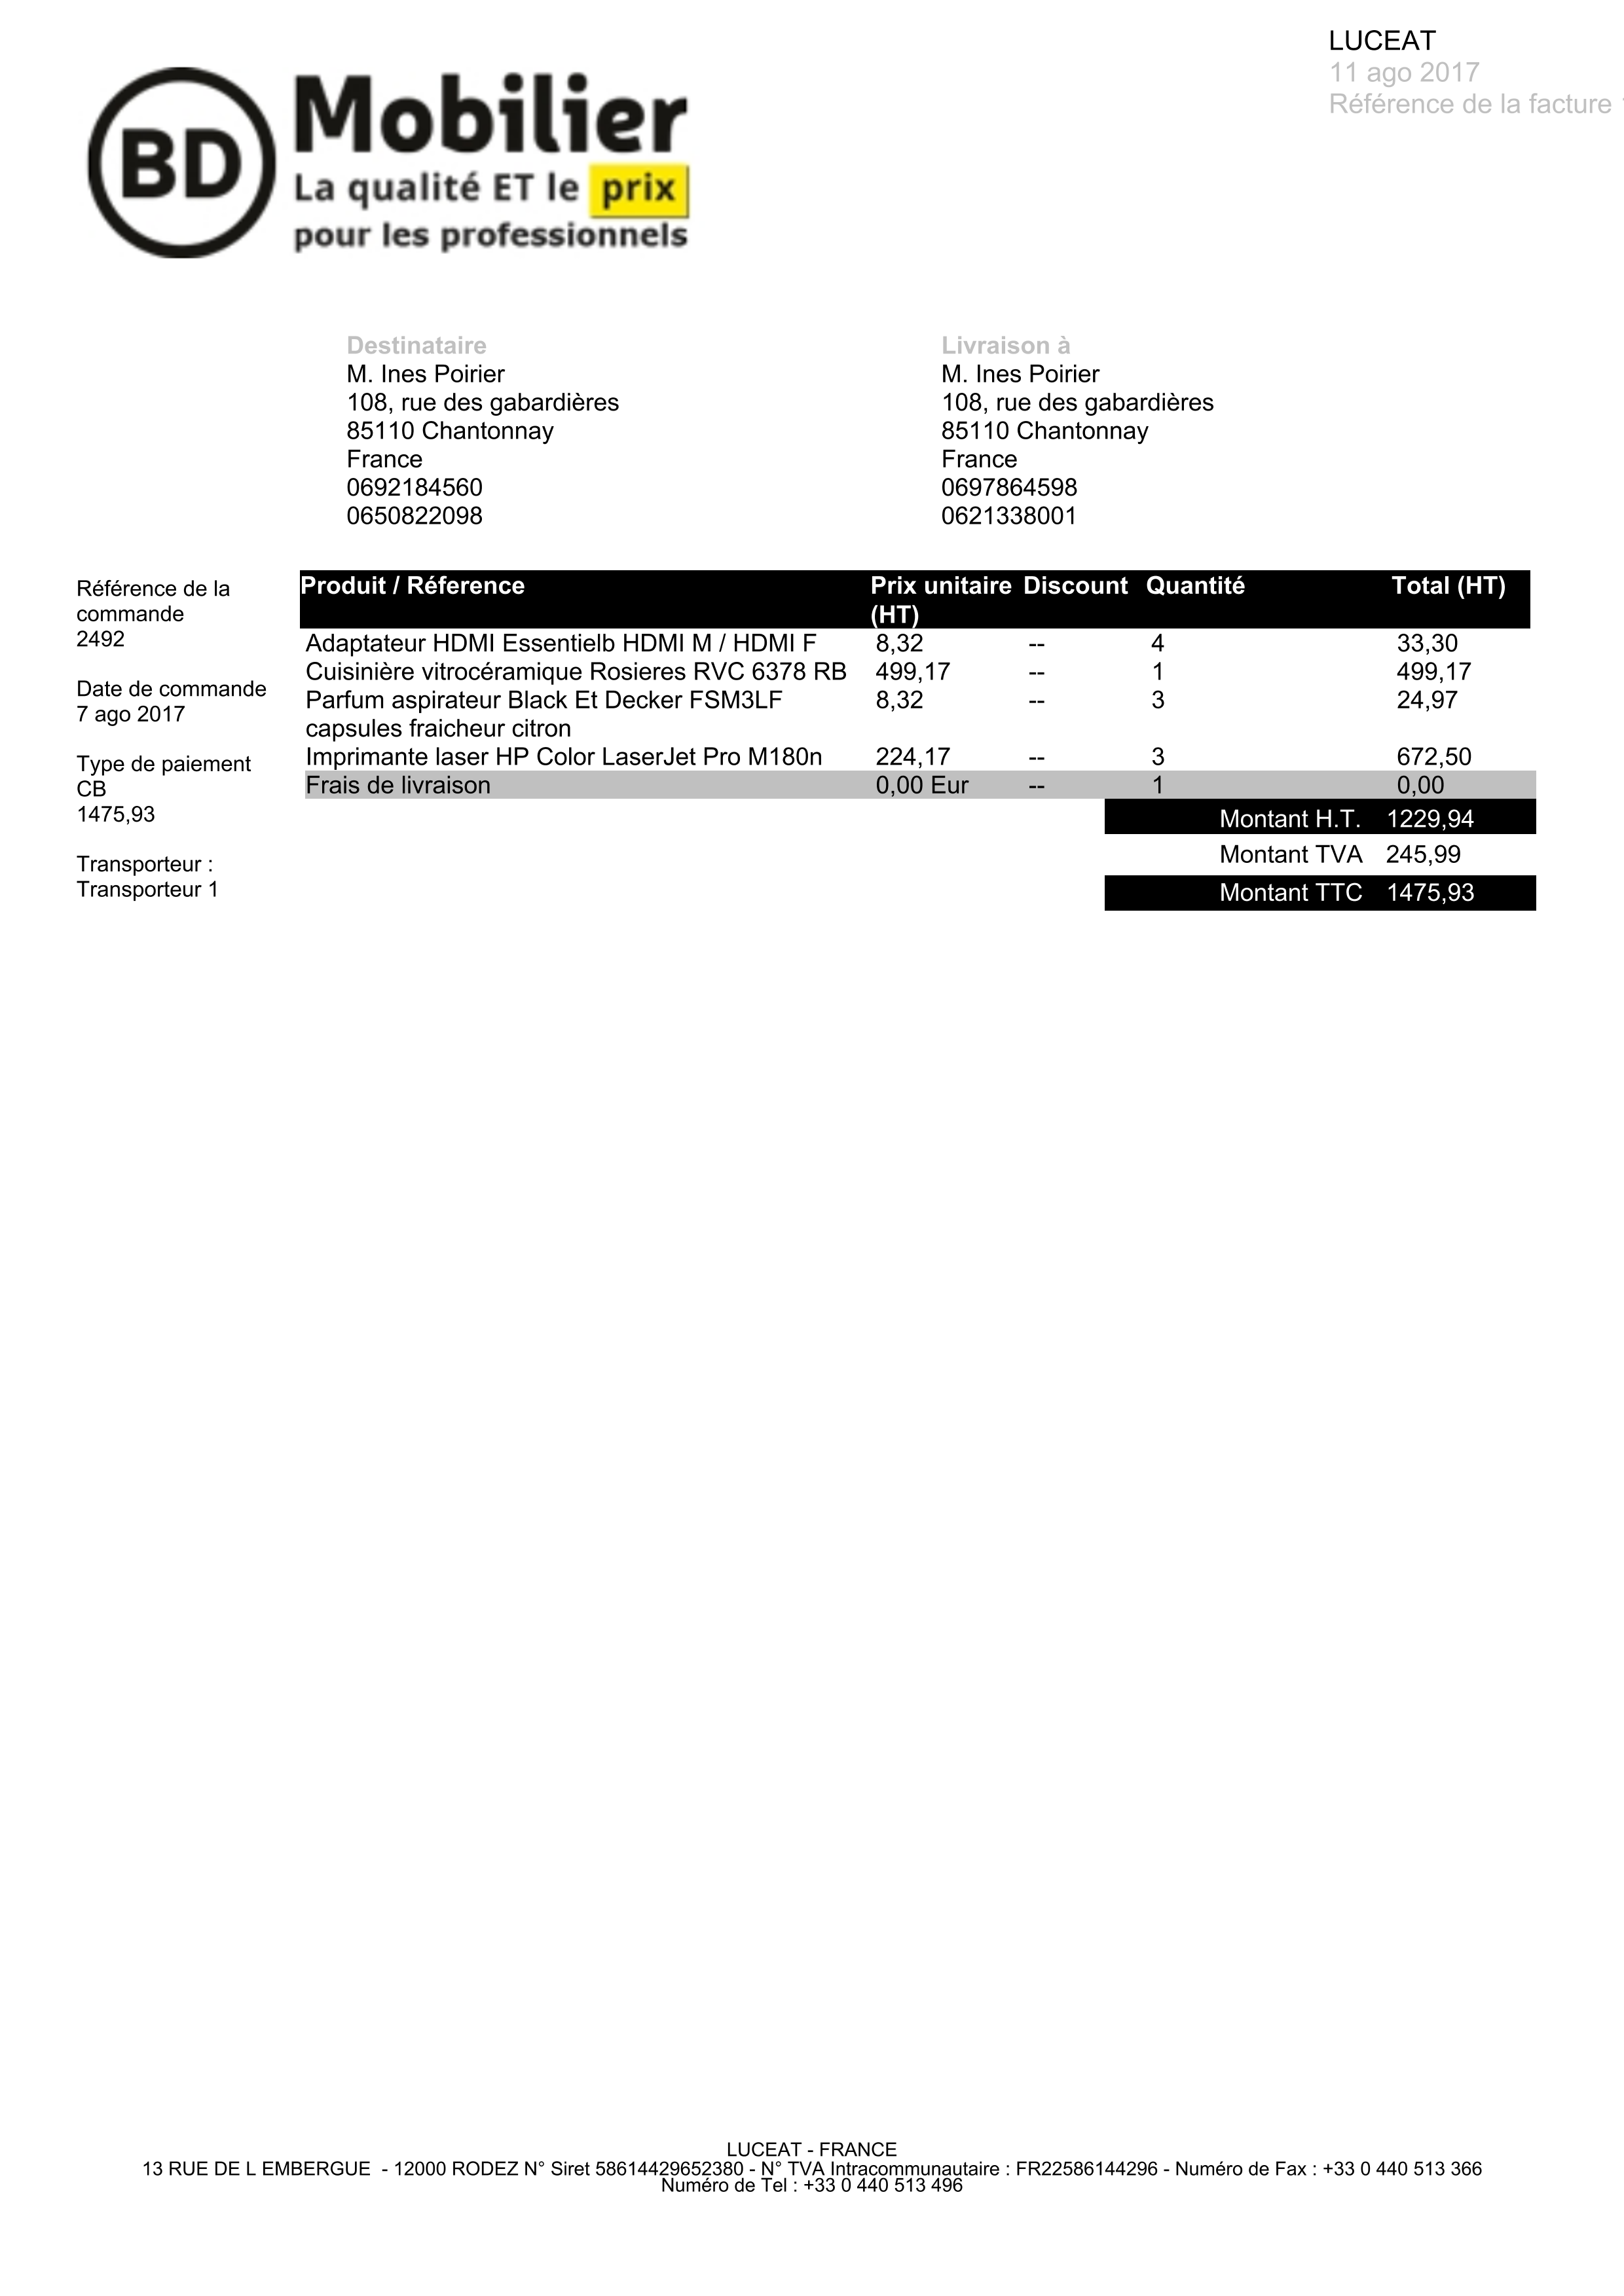 LUCEAT
11 ago 2017
Référence de la facture
BD
Mobilier
La qualité ET le prix
pour les professionnels
Destinataire
M. Ines Poirier
108, rue des gabardières
85110 Chantonnay
France
0692184560
0650822098
Livraison à
M. Ines Poirier
108, rue des gabardières
85110 Chantonnay
France
0697864598
0621338001
Référence de la
commande
2492
Date de commande
7 ago 2017
Type de paiement
CB
1475,93
Transporteur :
Transporteur 1
Produit / Réference Prix unitaire (HT) Discount Quantité Total (HT)
Adaptateur HDMI Essentielb HDMI M / HDMI F 8,32 -- 4 33,30
Cuisinière vitrocéramique Rosieres RVC 6378 RB 499,17 -- 1 499,17
Parfum aspirateur Black Et Decker FSM3LF 8,32 -- 3 24,97
capsules fraicheur citron
Imprimante laser HP Color LaserJet Pro M180n 224,17 -- 3 672,50
Frais de livraison 0,00 Eur -- 1 0,00
Montant H.T. 1229,94
Montant TVA 245,99
Montant TTC 1475,93
LUCEAT - FRANCE
13 RUE DE L EMBERGUE - 12000 RODEZ N° Siret 58614429652380 - N° TVA Intracommunautaire : FR22586144296 - Numéro de Fax : +33 0 440 513 366
Numéro de Tel : +33 0 440 513 496